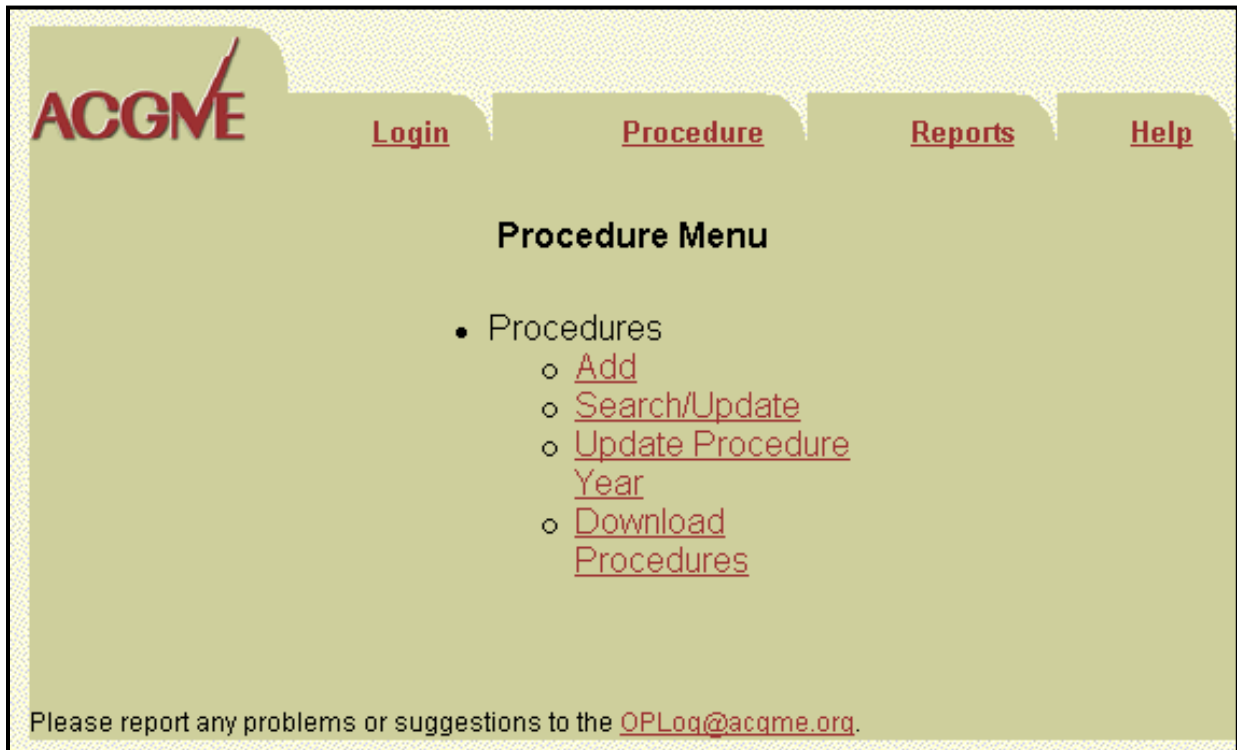 ACGME
Login Procedure Reports Help
Procedure Menu
Procedures
Add
Search/Update
Update Procedure
Year
Download
Procedures
Please report any problems or suggestions to the OPLog@acgme.org.